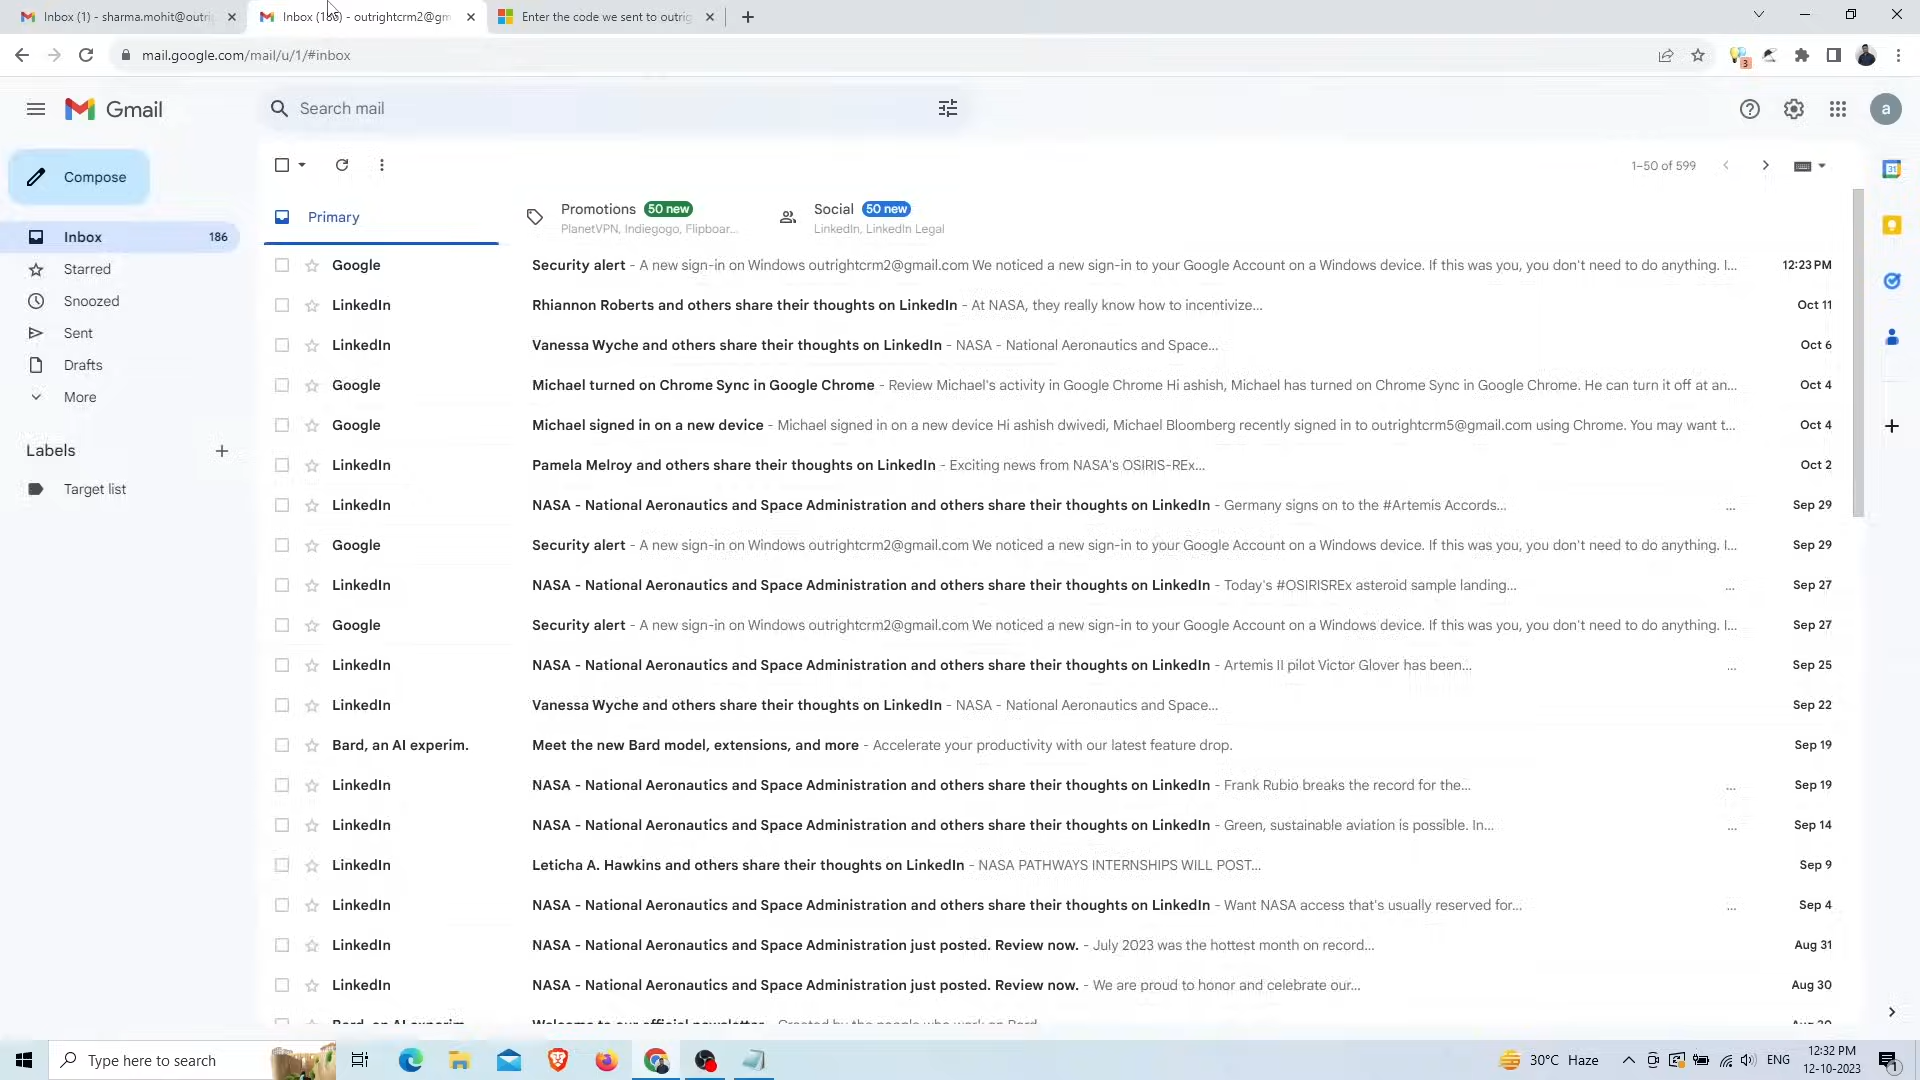 Inbox (1) - sharma.mohit@outri
Inbox (186) - outrightcrm2@gm
Enter the code we sent to outrig
mail.google.com/mail/u/1/#inbox
3
Gmail
Search mail
a
Compose
1–50 of 599
31
Primary
Promotions 50 new
PlanetVPN, Indiegogo, Flipboar...
Social 50 new
LinkedIn, LinkedIn Legal
Inbox 186
Starred
Snoozed
Sent
Drafts
More
Labels
Target list
Google Security alert - A new sign-in on Windows outrightcrm2@gmail.com We noticed a new sign-in to your Google Account on a Windows device. If this was you, you don't need to do anything. I... 12:23 PM
LinkedIn Rhiannon Roberts and others share their thoughts on LinkedIn - At NASA, they really know how to incentivize... Oct 11
LinkedIn Vanessa Wyche and others share their thoughts on LinkedIn - NASA - National Aeronautics and Space... Oct 6
Google Michael turned on Chrome Sync in Google Chrome - Review Michael's activity in Google Chrome Hi ashish, Michael has turned on Chrome Sync in Google Chrome. He can turn it off at an... Oct 4
Google Michael signed in on a new device - Michael signed in on a new device Hi ashish dwivedi, Michael Bloomberg recently signed in to outrightcrm5@gmail.com using Chrome. You may want t... Oct 4
LinkedIn Pamela Melroy and others share their thoughts on LinkedIn - Exciting news from NASA's OSIRIS-REx... Oct 2
LinkedIn NASA - National Aeronautics and Space Administration and others share their thoughts on LinkedIn - Germany signs on to the #Artemis Accords... ... Sep 29
Google Security alert - A new sign-in on Windows outrightcrm2@gmail.com We noticed a new sign-in to your Google Account on a Windows device. If this was you, you don't need to do anything. I... Sep 29
LinkedIn NASA - National Aeronautics and Space Administration and others share their thoughts on LinkedIn - Today's #OSIRISREx asteroid sample landing... ... Sep 27
Google Security alert - A new sign-in on Windows outrightcrm2@gmail.com We noticed a new sign-in to your Google Account on a Windows device. If this was you, you don't need to do anything. I... Sep 27
LinkedIn NASA - National Aeronautics and Space Administration and others share their thoughts on LinkedIn - Artemis II pilot Victor Glover has been... ... Sep 25
LinkedIn Vanessa Wyche and others share their thoughts on LinkedIn - NASA - National Aeronautics and Space... Sep 22
Bard, an AI experim. Meet the new Bard model, extensions, and more - Accelerate your productivity with our latest feature drop. Sep 19
LinkedIn NASA - National Aeronautics and Space Administration and others share their thoughts on LinkedIn - Frank Rubio breaks the record for the... ... Sep 19
LinkedIn NASA - National Aeronautics and Space Administration and others share their thoughts on LinkedIn - Green, sustainable aviation is possible. In... ... Sep 14
LinkedIn Leticha A. Hawkins and others share their thoughts on LinkedIn - NASA PATHWAYS INTERNSHIPS WILL POST... Sep 9
LinkedIn NASA - National Aeronautics and Space Administration and others share their thoughts on LinkedIn - Want NASA access that's usually reserved for... ... Sep 4
LinkedIn NASA - National Aeronautics and Space Administration just posted. Review now. - July 2023 was the hottest month on record... Aug 31
LinkedIn NASA - National Aeronautics and Space Administration just posted. Review now. - We are proud to honor and celebrate our... Aug 30
Bard, an AI experim. Welcome to our official newsletter - Created by the people who work on Bard Aug 30
Type here to search
30°C Haze
ENG
12:32 PM
12-10-2023
1